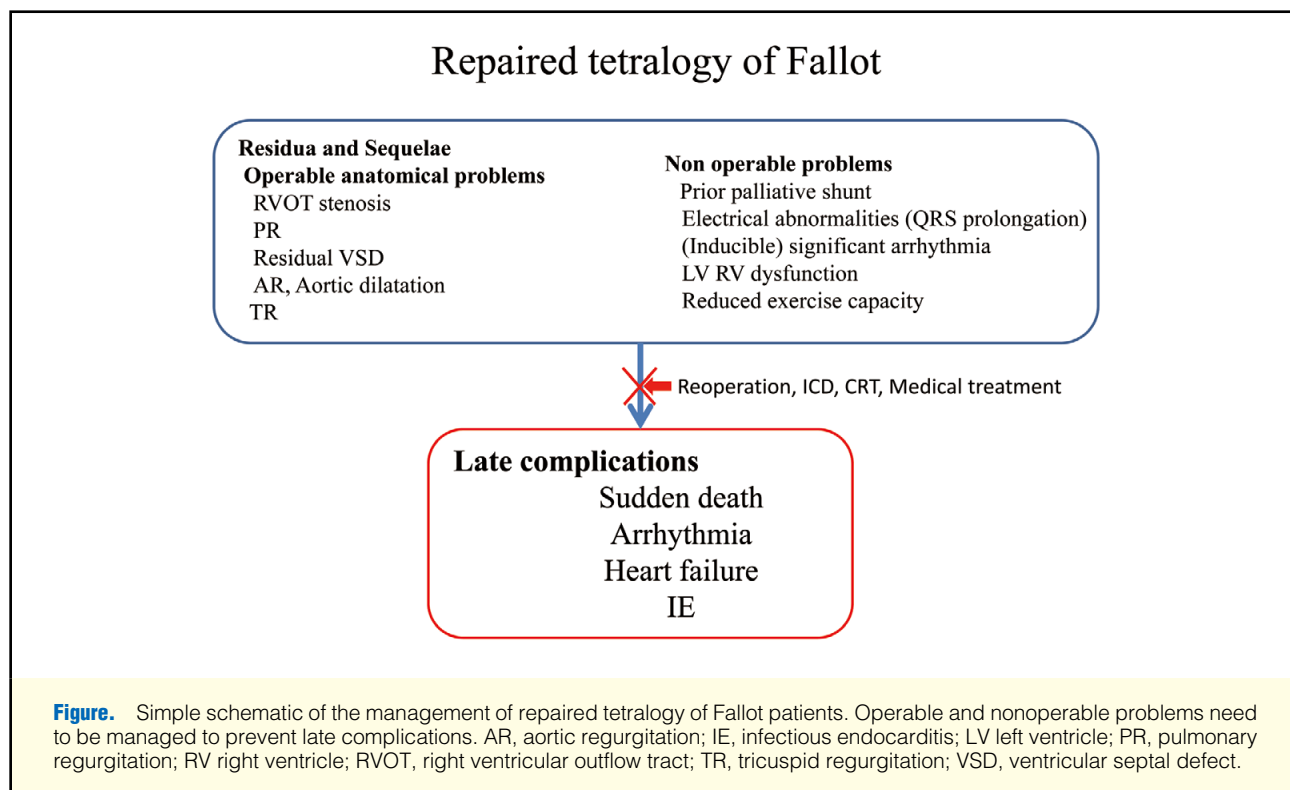 Repaired tetralogy of Fallot
Residua and Sequelae
Operable anatomical problems
RVOT stenosis
PR
Residual VSD
AR, Aortic dilatation
TR
Non operable problems
Prior palliative shunt
Electrical abnormalities (QRS prolongation)
(Inducible) significant arrhythmia
LV RV dysfunction
Reduced exercise capacity
Reoperation, ICD, CRT, Medical treatment
Late complications
Sudden death
Arrhythmia
Heart failure
IE
Figure. Simple schematic of the management of repaired tetralogy of Fallot patients. Operable and nonoperable problems need
to be managed to prevent late complications. AR, aortic regurgitation; IE, infectious endocarditis; LV left ventricle; PR, pulmonary
regurgitation; RV right ventricle; RVOT, right ventricular outflow tract; TR, tricuspid regurgitation; VSD, ventricular septal defect.